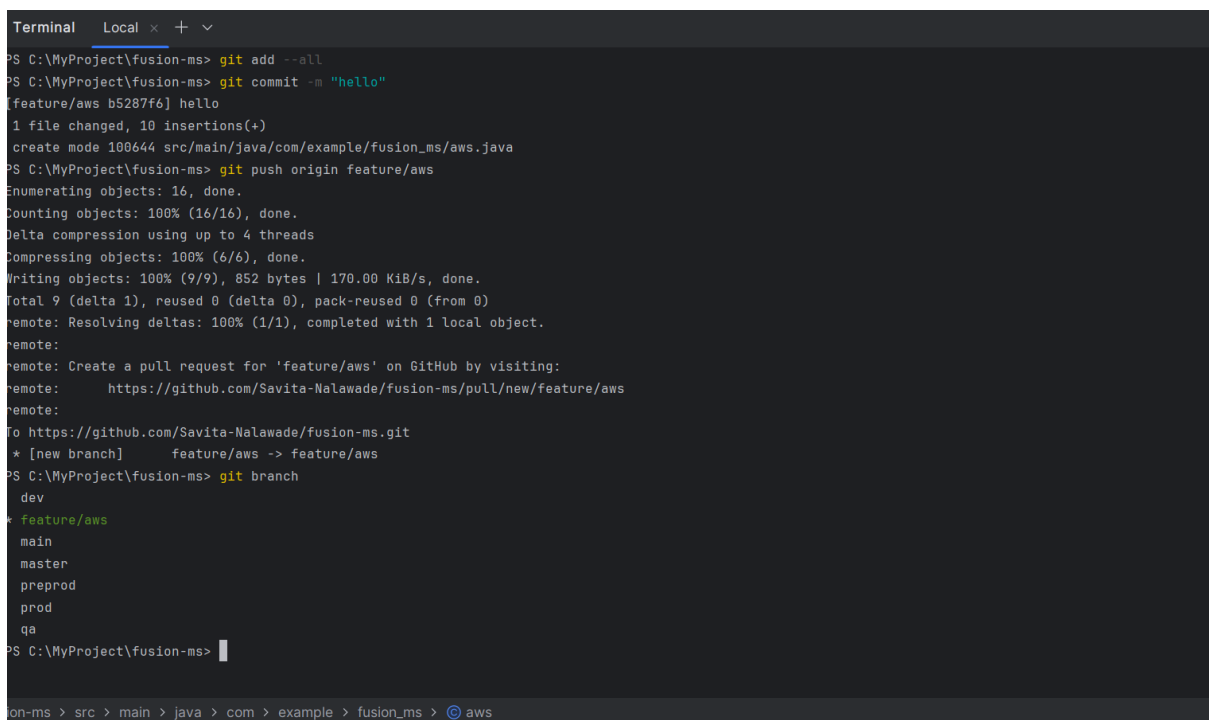 Terminal Local × + ⌄
PS C:\MyProject\fusion-ms> git add --all
PS C:\MyProject\fusion-ms> git commit -m "hello"
[feature/aws b5287f6] hello
1 file changed, 10 insertions(+)
create mode 100644 src/main/java/com/example/fusion_ms/aws.java
PS C:\MyProject\fusion-ms> git push origin feature/aws
Enumerating objects: 16, done.
Counting objects: 100% (16/16), done.
Delta compression using up to 4 threads
Compressing objects: 100% (6/6), done.
Writing objects: 100% (9/9), 852 bytes | 170.00 KiB/s, done.
Total 9 (delta 1), reused 0 (delta 0), pack-reused 0 (from 0)
remote: Resolving deltas: 100% (1/1), completed with 1 local object.
remote:
remote: Create a pull request for 'feature/aws' on GitHub by visiting:
remote:      https://github.com/Savita-Nalawade/fusion-ms/pull/new/feature/aws
remote:
To https://github.com/Savita-Nalawade/fusion-ms.git
* [new branch]      feature/aws -> feature/aws
PS C:\MyProject\fusion-ms> git branch
dev
* feature/aws
main
master
preprod
prod
qa
PS C:\MyProject\fusion-ms>
ion-ms > src > main > java > com > example > fusion_ms > © aws